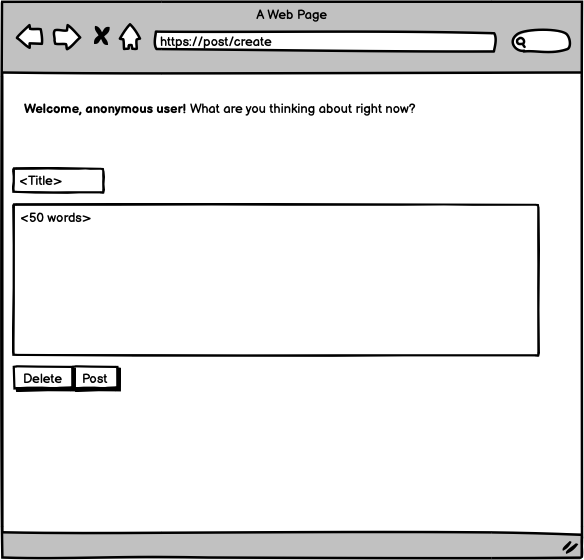 A Web Page
https://post/create
Welcome, anonymous user! What are you thinking about right now?
<Title>
<50 words>
Delete Post